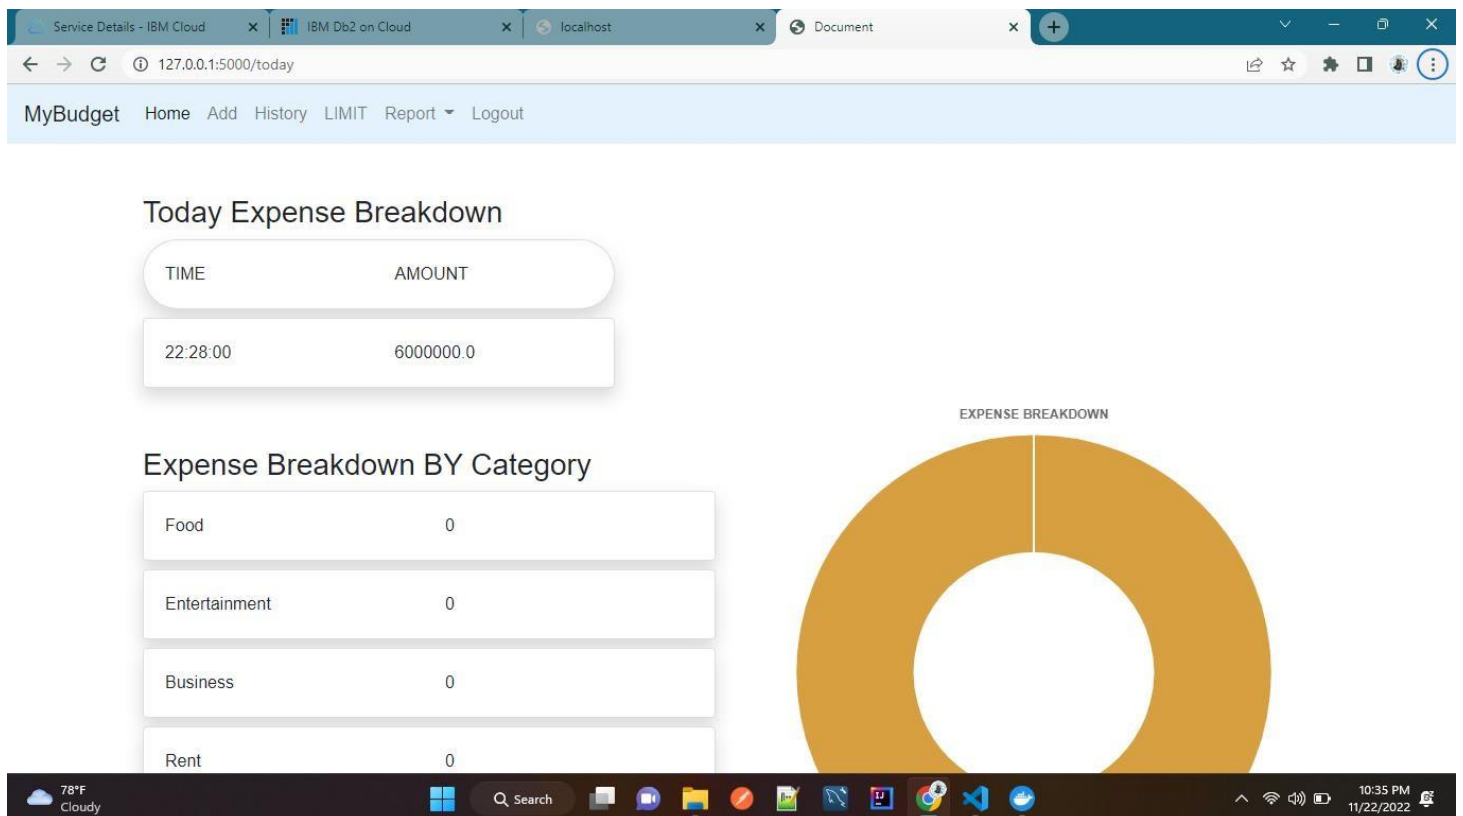 Service Details - IBM Cloud IBM Db2 on Cloud localhost Document
127.0.0.1:5000/today
MyBudget Home Add History LIMIT Report Logout
Today Expense Breakdown
TIME AMOUNT
22:28:00 6000000.0
Expense Breakdown BY Category
Food 0
Entertainment 0
Business 0
Rent 0
EXPENSE BREAKDOWN
78°F
Cloudy
Search
10:35 PM
11/22/2022